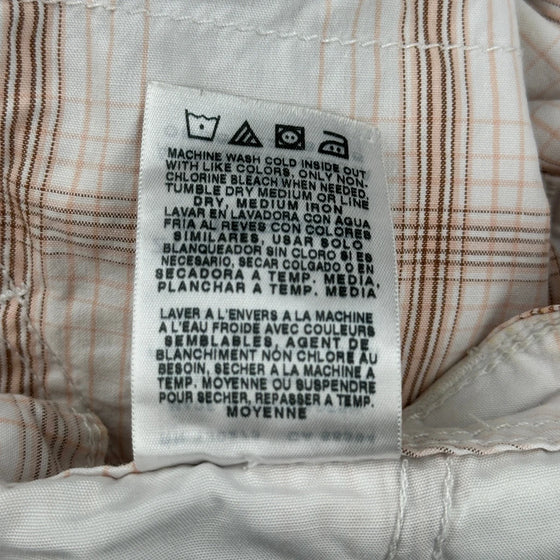 MACHINE WASH COLD INSIDE OUT
WITH LIKE COLORS, ONLY NON-
CHLORINE BLEACH WHEN NEEDED
TUMBLE DRY MEDIUM OR LINE
DRY, MEDIUM IRON
LAVAR EN LAVADORA CON AGUA
FRIA AL REVES CON COLORES
SIMILARES, USAR SOLO
BLANQUEADOR SIN CLORO SI ES
NECESARIO, SECAR COLGADO O EN
SECADORA A TEMP. MEDIA,
PLANCHAR A TEMP. MEDIA
LAVER A L'ENVERS A LA MACHINE
A L'EAU FROIDE AVEC COULEURS
SEMBLABLES, AGENT DE
BLANCHIMENT NON CHLORE AU
BESOIN, SECHER A LA MACHINE A
TEMP. MOYENNE OU SUSPENDRE
POUR SECHER, REPASSER A TEMP.
MOYENNE